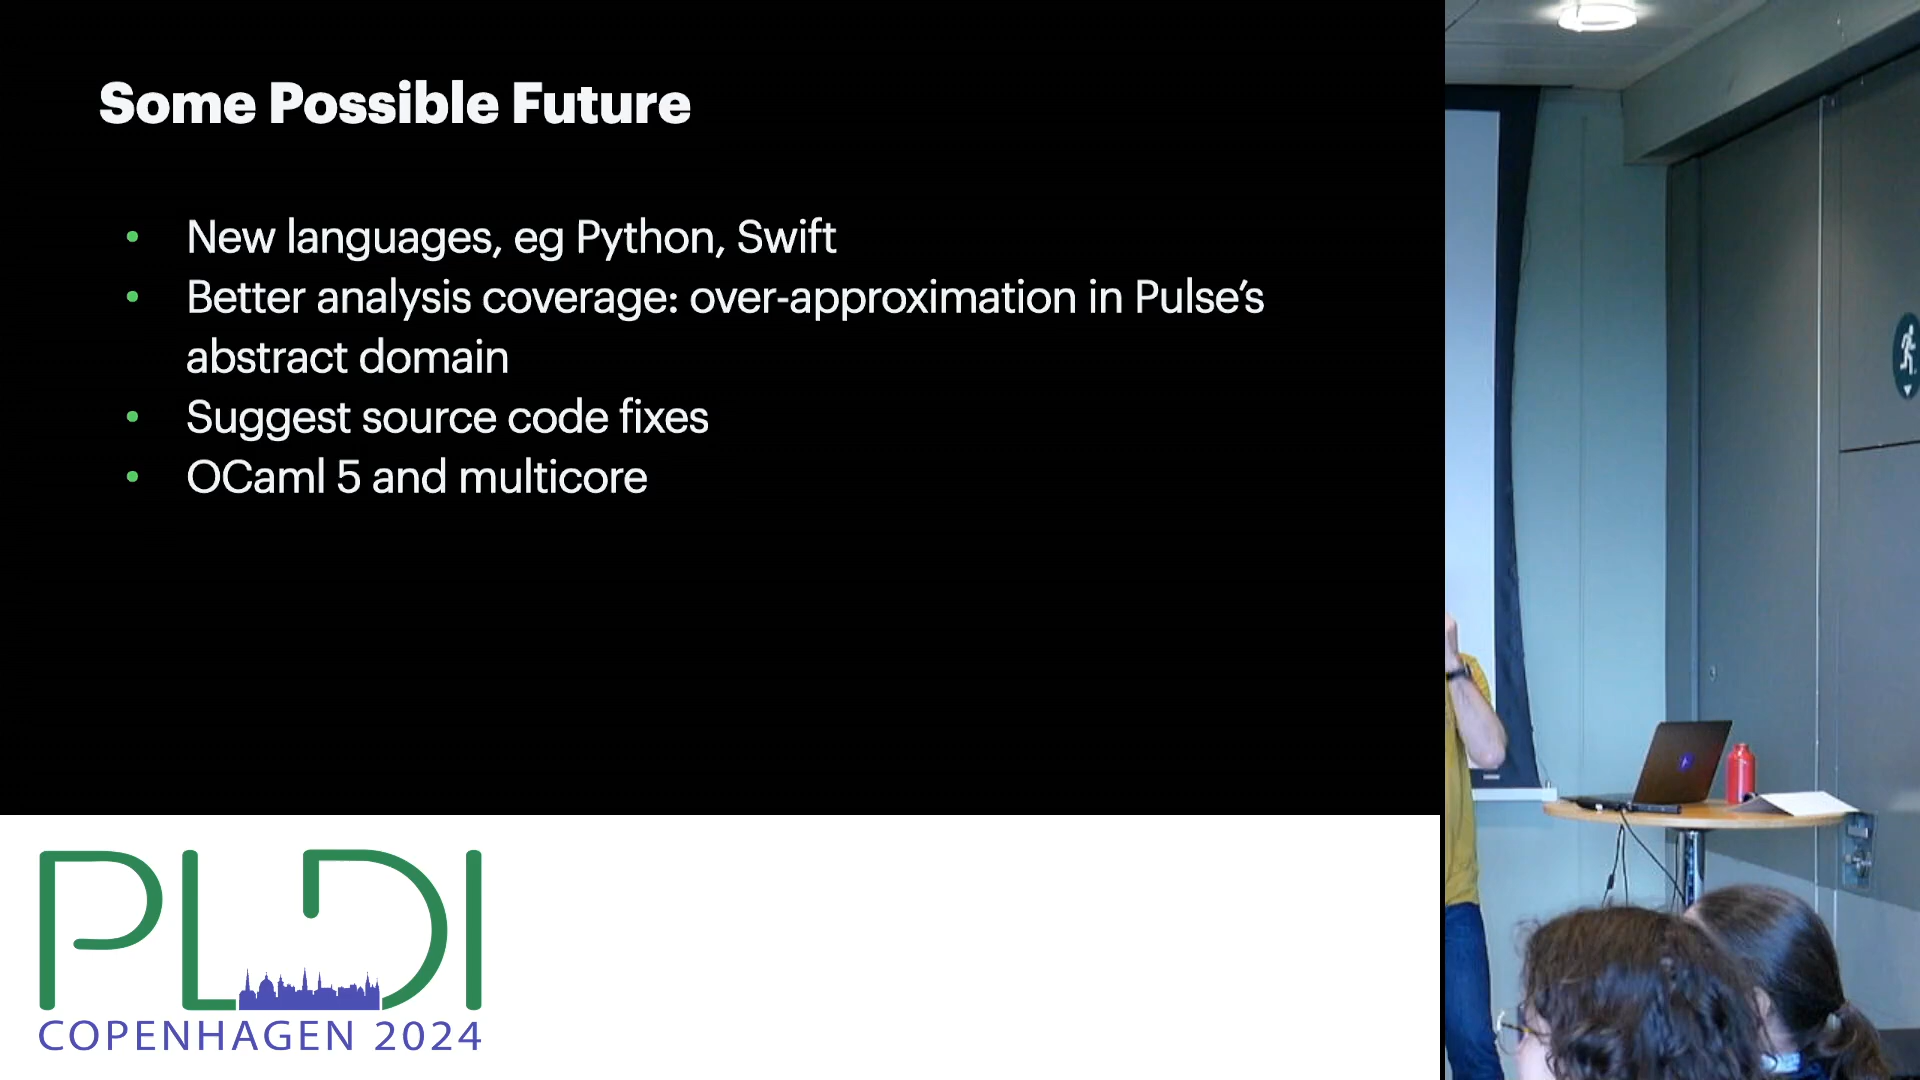 Some Possible Future
• New languages, eg Python, Swift
• Better analysis coverage: over-approximation in Pulse’s
abstract domain
• Suggest source code fixes
• OCaml 5 and multicore
PLDI
COPENHAGEN 2024